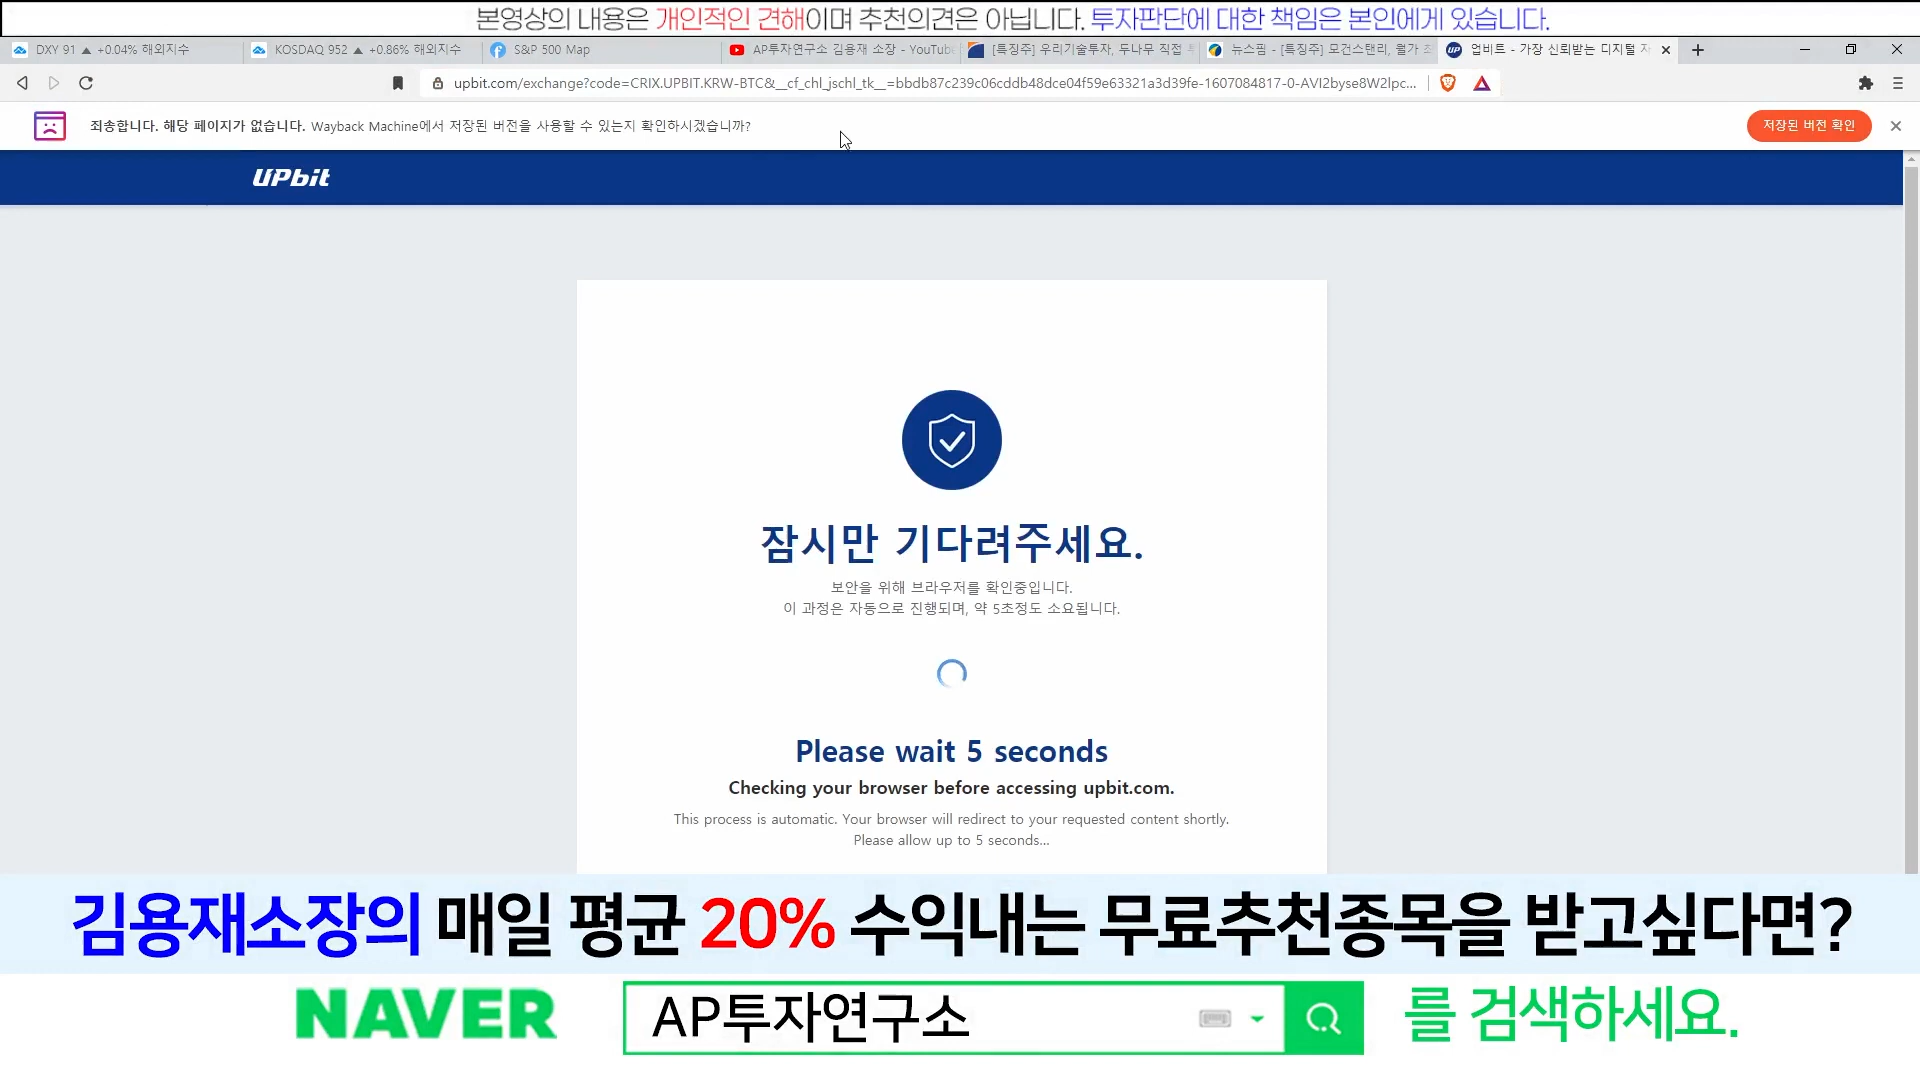 본영상의 내용은 개인적인 견해이며 추천의견은 아닙니다. 투자판단에 대한 책임은 본인에게 있습니다.
DXY 91 ▲ +0.04% 해외지수
KOSDAQ 952 ▲ +0.86% 해외지수
S&P 500 Map
AP투자연구소 김용재 소장 - YouTube
[특징주] 우리기술투자, 두나무 직접
뉴스핌 - [특징주] 모건스탠리, 월가
업비트 - 가장 신뢰받는 디지털
upbit.com/exchange?code=CRIX.UPBIT.KRW-BTC&__cf_chl_jschl_tk__=bbdb87c239c06cddb48dce04f59e63321a3d39fe-1607084817-0-AVI2byse8W2lpc...
죄송합니다. 해당 페이지가 없습니다. Wayback Machine에서 저장된 버전을 사용할 수 있는지 확인하시겠습니까?
저장된 버전 확인
UPbit
잠시만 기다려주세요.
보안을 위해 브라우저를 확인중입니다.
이 과정은 자동으로 진행되며, 약 5초정도 소요됩니다.
Please wait 5 seconds
Checking your browser before accessing upbit.com.
This process is automatic. Your browser will redirect to your requested content shortly.
Please allow up to 5 seconds...
김용재소장의 매일 평균 20% 수익내는 무료추천종목을 받고싶다면?
NAVER
AP투자연구소
를 검색하세요.